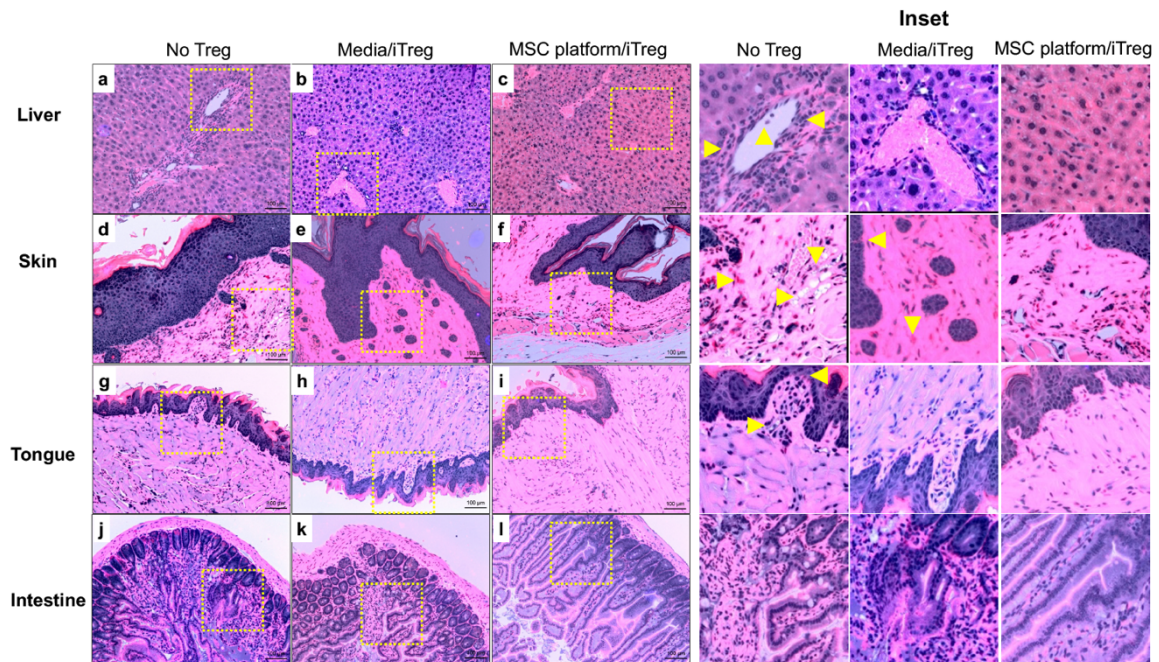 Inset
No Treg Media/iTreg MSC platform/iTreg No Treg Media/iTreg MSC platform/iTreg
Liver
a b c
100 µm 100 µm
Skin
d e f
100 µm 100 µm
Tongue
g h i
100 µm 100 µm
Intestine
j k l